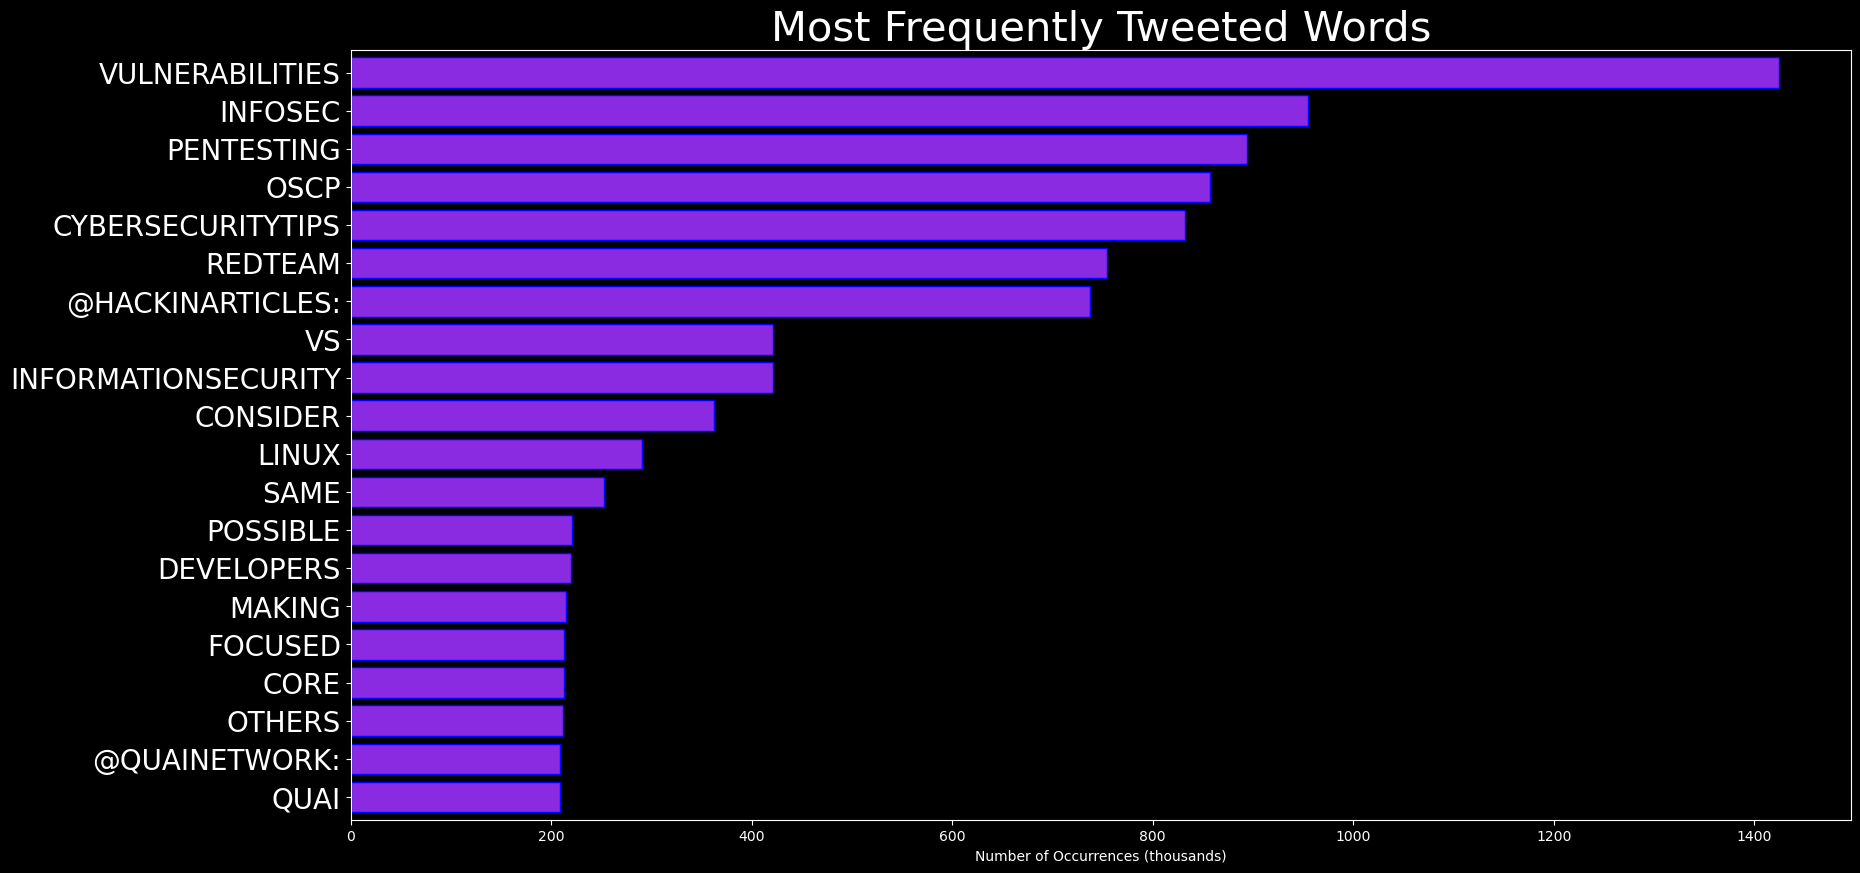 Most Frequently Tweeted Words
VULNERABILITIES
INFOSEC
PENTESTING
OSCP
CYBERSECURITYTIPS
REDTEAM
@HACKINARTICLES:
VS
INFORMATIONSECURITY
CONSIDER
LINUX
SAME
POSSIBLE
DEVELOPERS
MAKING
FOCUSED
CORE
OTHERS
@QUAINETWORK:
QUAI
0 200 400 600 800 1000 1200 1400
Number of Occurrences (thousands)